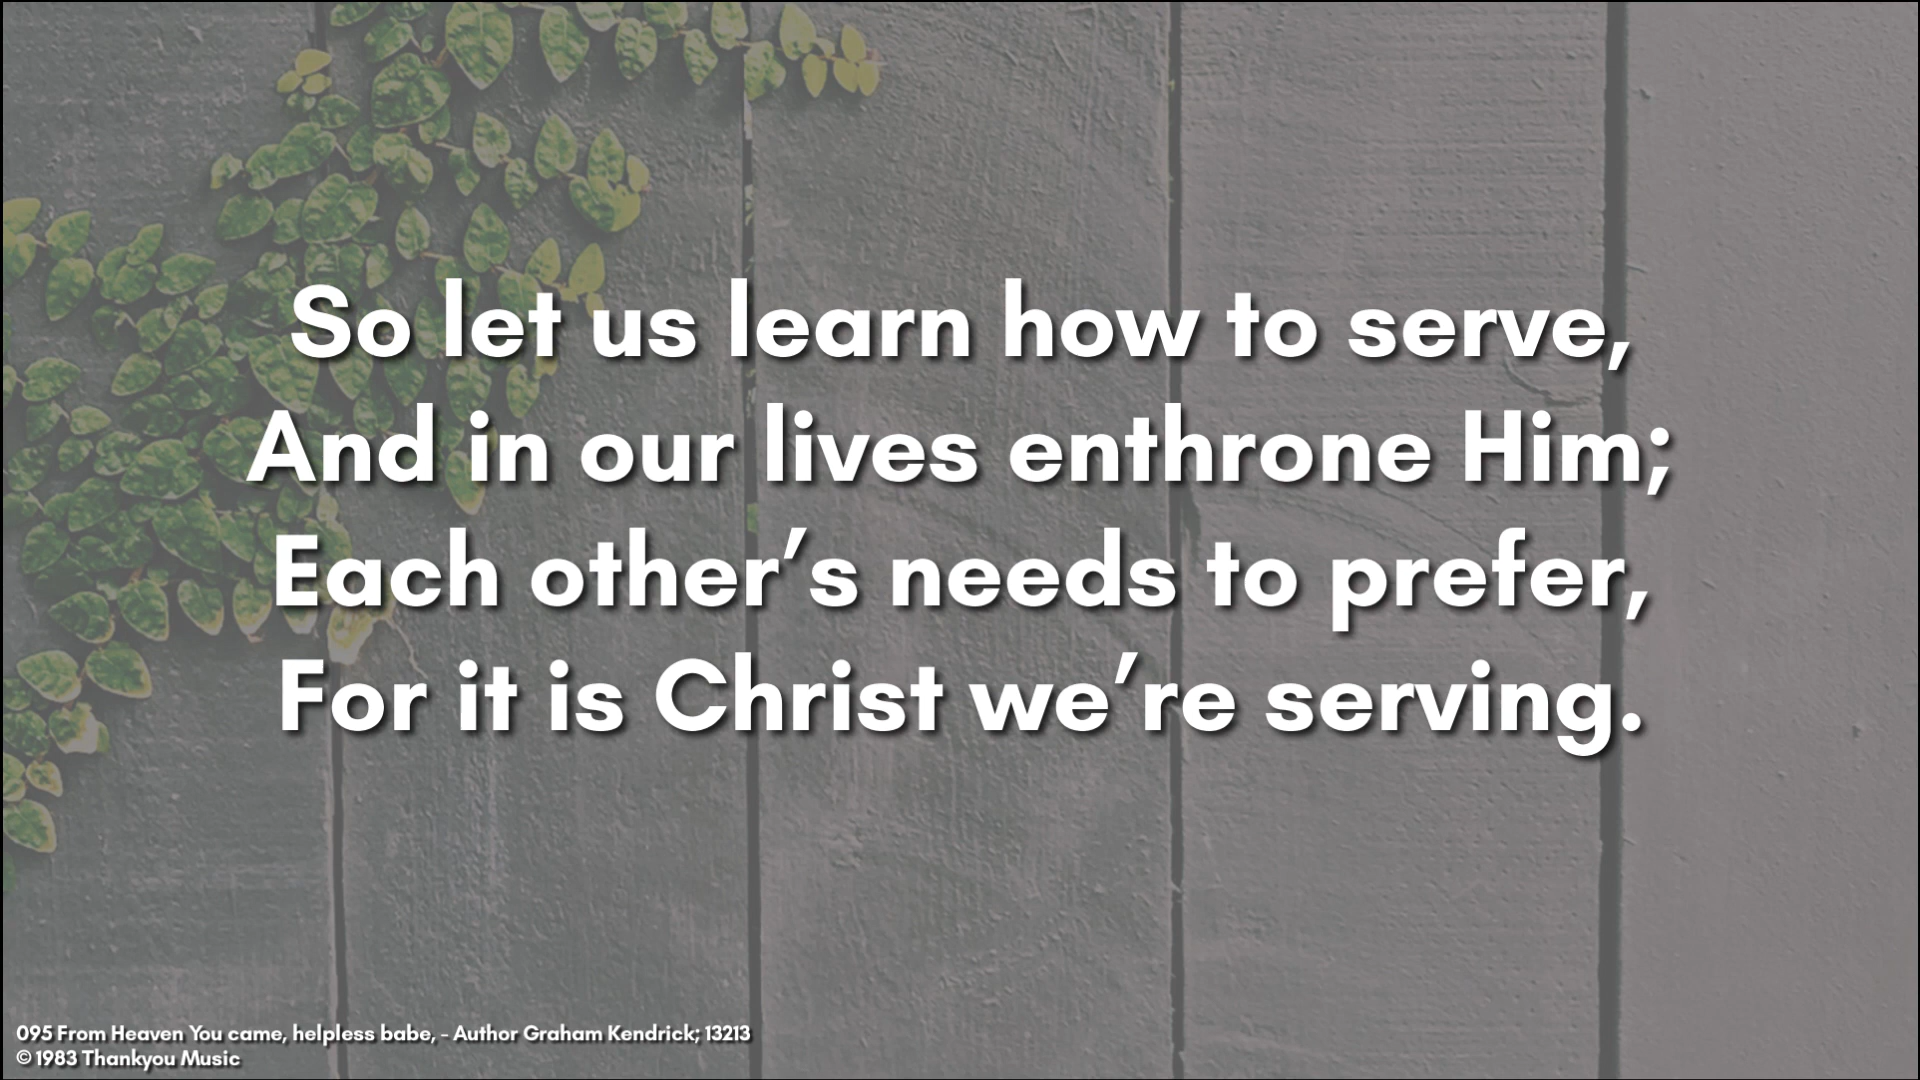 So let us learn how to serve,
And in our lives enthrone Him;
Each other’s needs to prefer,
For it is Christ we’re serving.
095 From Heaven You came, helpless babe, - Author Graham Kendrick; 13213
© 1983 Thankyou Music